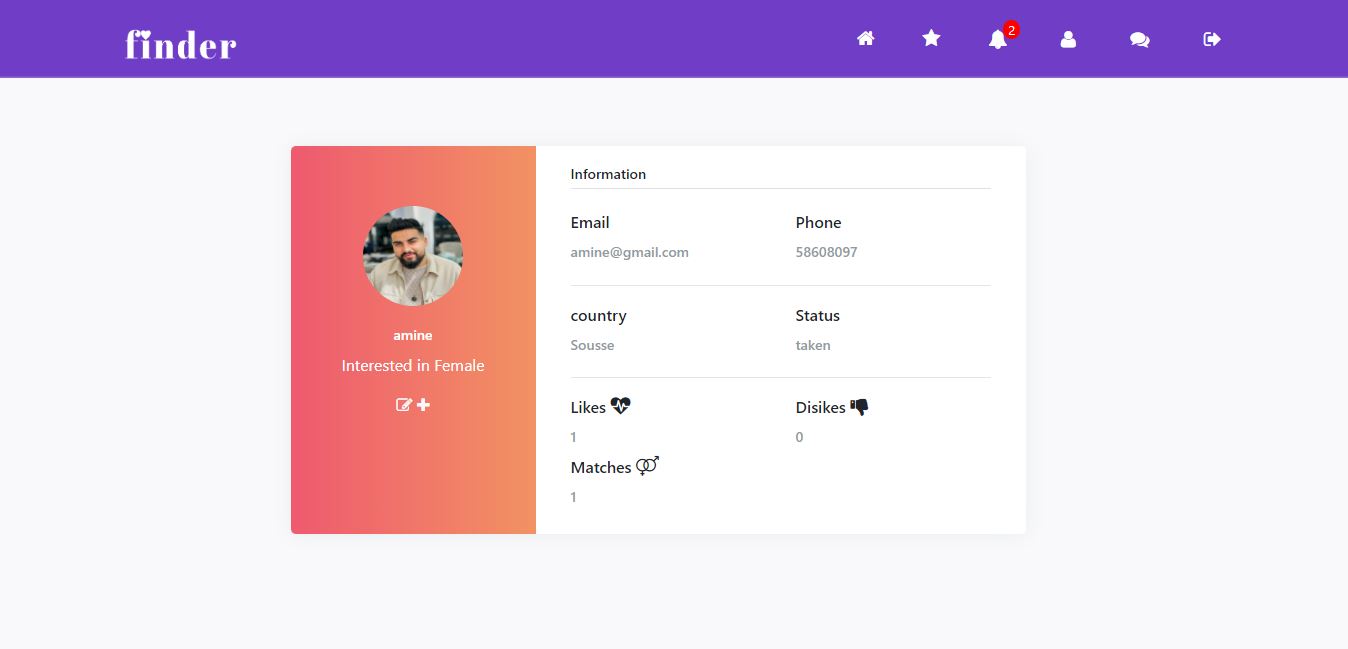 finder
2
amine
Interested in Female
Information
Email Phone
amine@gmail.com 58608097
country Status
Sousse taken
Likes Disikes
1 0
Matches
1